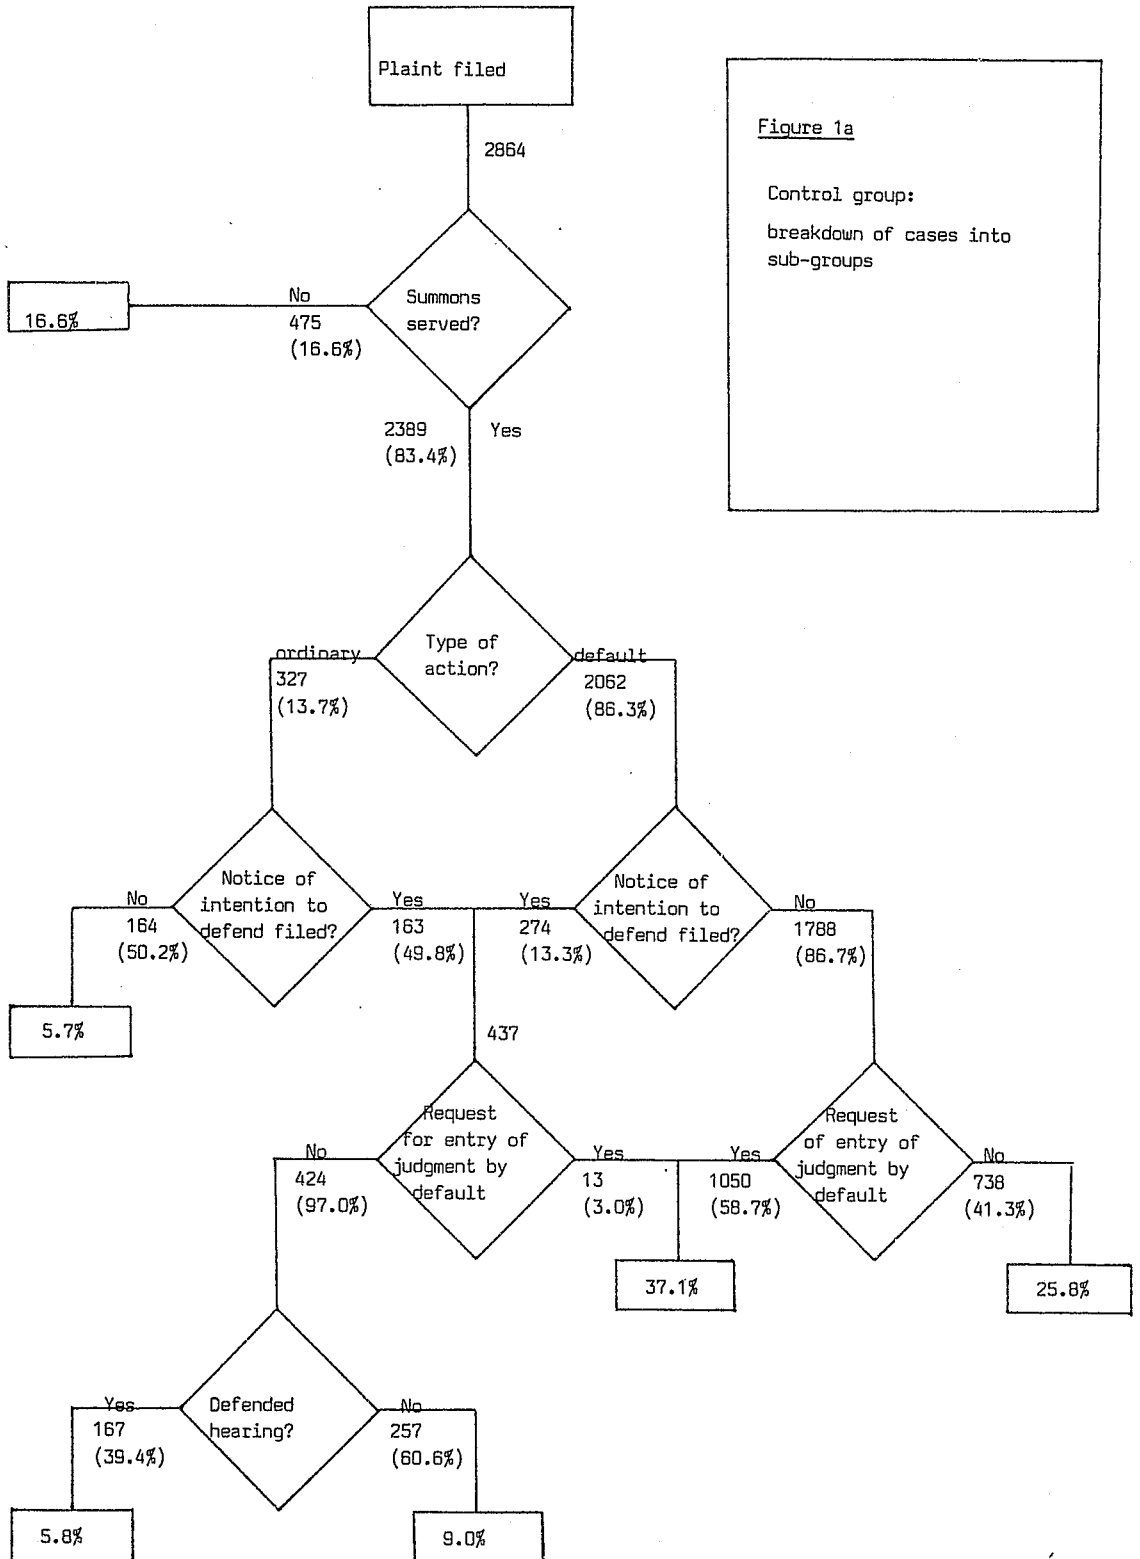 Plaint filed
2864
Figure 1a
Control group:
breakdown of cases into
sub-groups
No
475
(16.6%)
16.6%
Summons
served?
2389
(83.4%)
Yes
Type of
action?
ordinary
327
(13.7%)
default
2062
(86.3%)
Notice of
intention to
defend filed?
No
164
(50.2%)
5.7%
Yes
163
(49.8%)
Yes
274
(13.3%)
Notice of
intention to
defend filed?
No
1788
(86.7%)
437
Request
for entry of
judgment by
default
No
424
(97.0%)
Yes
13
(3.0%)
Yes
1050
(58.7%)
Request
of entry of
judgment by
default
No
738
(41.3%)
37.1%
25.8%
Defended
hearing?
Yes
167
(39.4%)
No
257
(60.6%)
5.8%
9.0%